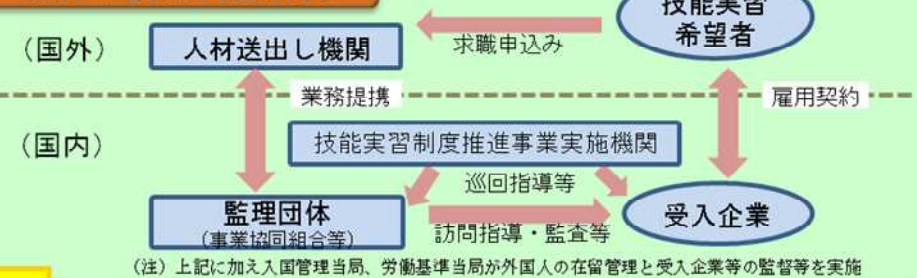 技能実習
希望者
（国外）
人材送出し機関
求職申込み
業務提携
雇用契約
（国内）
技能実習制度推進事業実施機関
巡回指導等
監理団体
（事業協同組合等）
訪問指導・監査等
受入企業
（注）上記に加え入国管理当局、労働基準当局が外国人の在留管理と受入企業等の監督等を実施